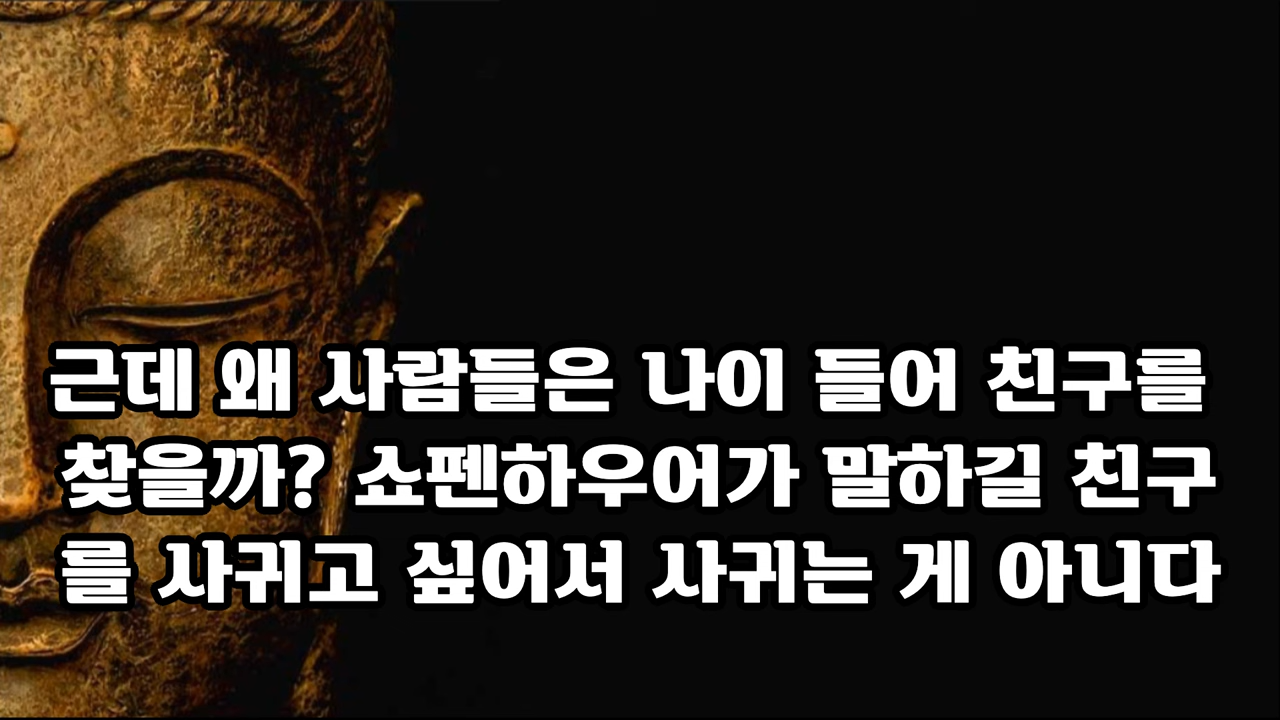 근데 왜 사람들은 나이 들어 친구를
찾을까? 쇼펜하우어가 말하길 친구
를 사귀고 싶어서 사귀는 게 아니다